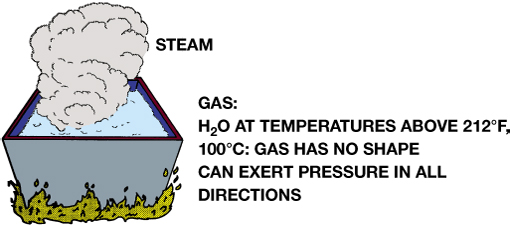 STEAM
GAS:
H₂O AT TEMPERATURES ABOVE 212°F,
100°C: GAS HAS NO SHAPE
CAN EXERT PRESSURE IN ALL
DIRECTIONS